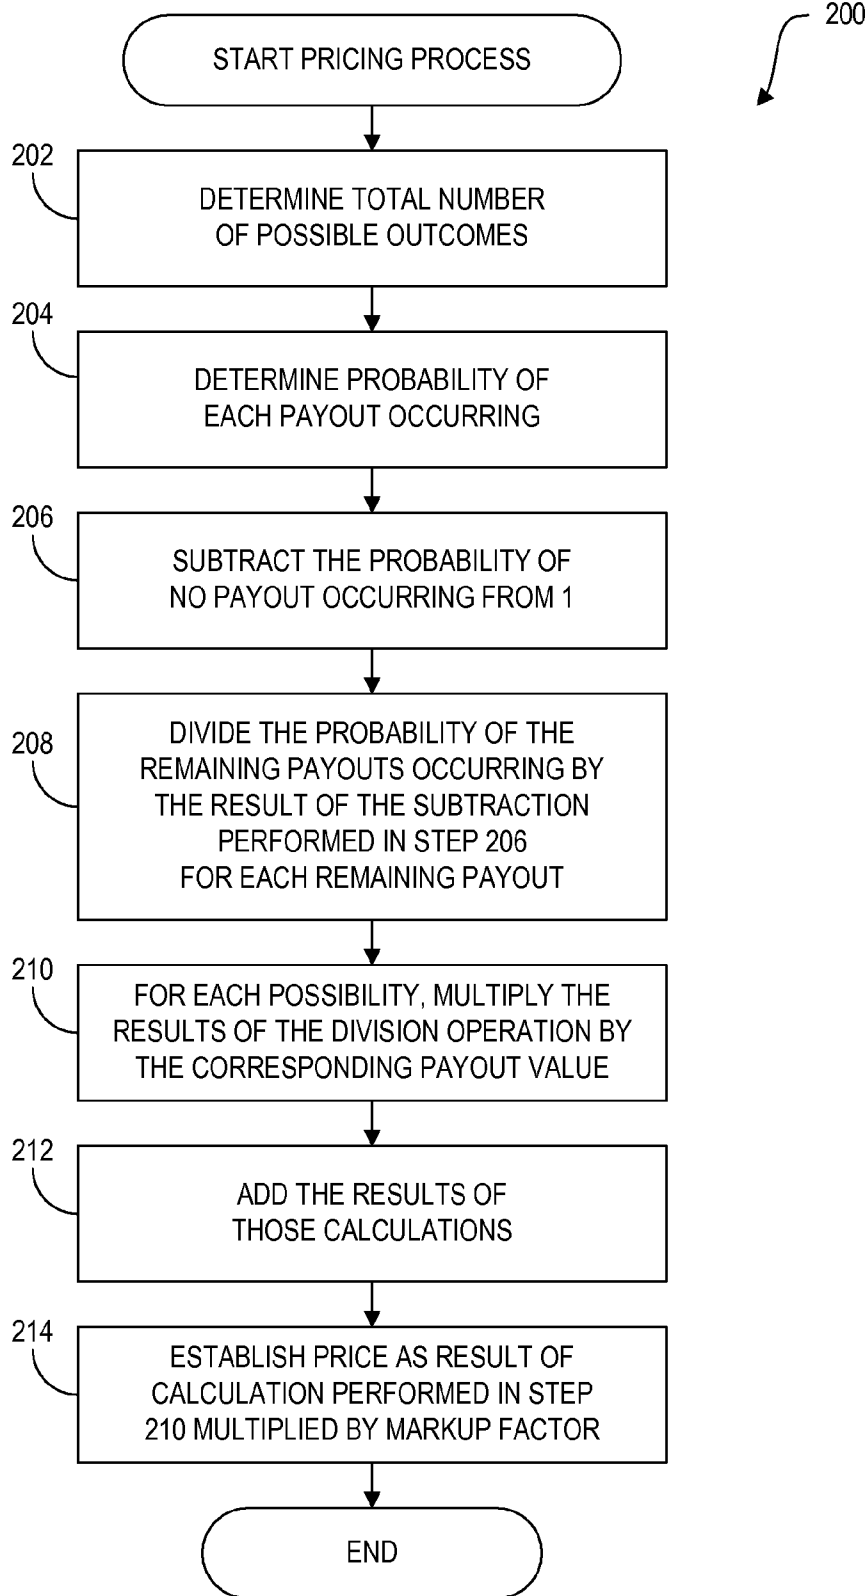 200
START PRICING PROCESS
202
DETERMINE TOTAL NUMBER
OF POSSIBLE OUTCOMES
204
DETERMINE PROBABILITY OF
EACH PAYOUT OCCURRING
206
SUBTRACT THE PROBABILITY OF
NO PAYOUT OCCURRING FROM 1
208
DIVIDE THE PROBABILITY OF THE
REMAINING PAYOUTS OCCURRING BY
THE RESULT OF THE SUBTRACTION
PERFORMED IN STEP 206
FOR EACH REMAINING PAYOUT
210
FOR EACH POSSIBILITY, MULTIPLY THE
RESULTS OF THE DIVISION OPERATION BY
THE CORRESPONDING PAYOUT VALUE
212
ADD THE RESULTS OF
THOSE CALCULATIONS
214
ESTABLISH PRICE AS RESULT OF
CALCULATION PERFORMED IN STEP
210 MULTIPLIED BY MARKUP FACTOR
END